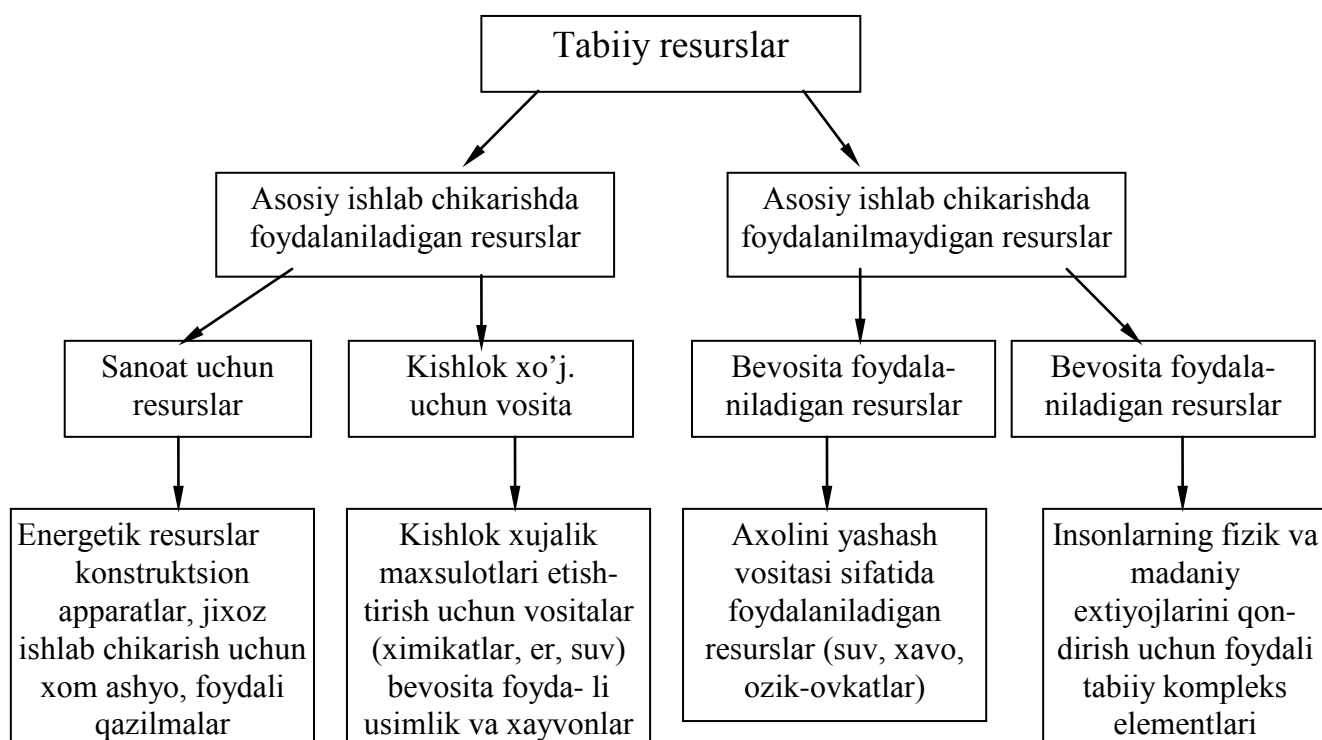 Tabiiy resurslar
Asosiy ishlab chikarishda
foydalaniladigan resurslar
Asosiy ishlab chikarishda
foydalanilmaydigan resurslar
Sanoat uchun
resurslar
Kishlok xo’j.
uchun vosita
Bevosita foydala-
niladigan resurslar
Bevosita foydala-
niladigan resurslar
Energetik resurslar
konstruktsion
apparatlar, jixoz
ishlab chikarish uchun
xom ashyo, foydali
qazilmalar
Kishlok xujalik
maxsulotlari etish-
tirish uchun vositalar
(ximikatlar, er, suv)
bevosita foyda- li
usimlik va xayvonlar
Axolini yashash
vositasi sifatida
foydalaniladigan
resurslar (suv, xavo,
ozik-ovkatlar)
Insonlarning fizik va
madaniy
extiyojlarini qon-
dirish uchun foydali
tabiiy kompleks
elementlari